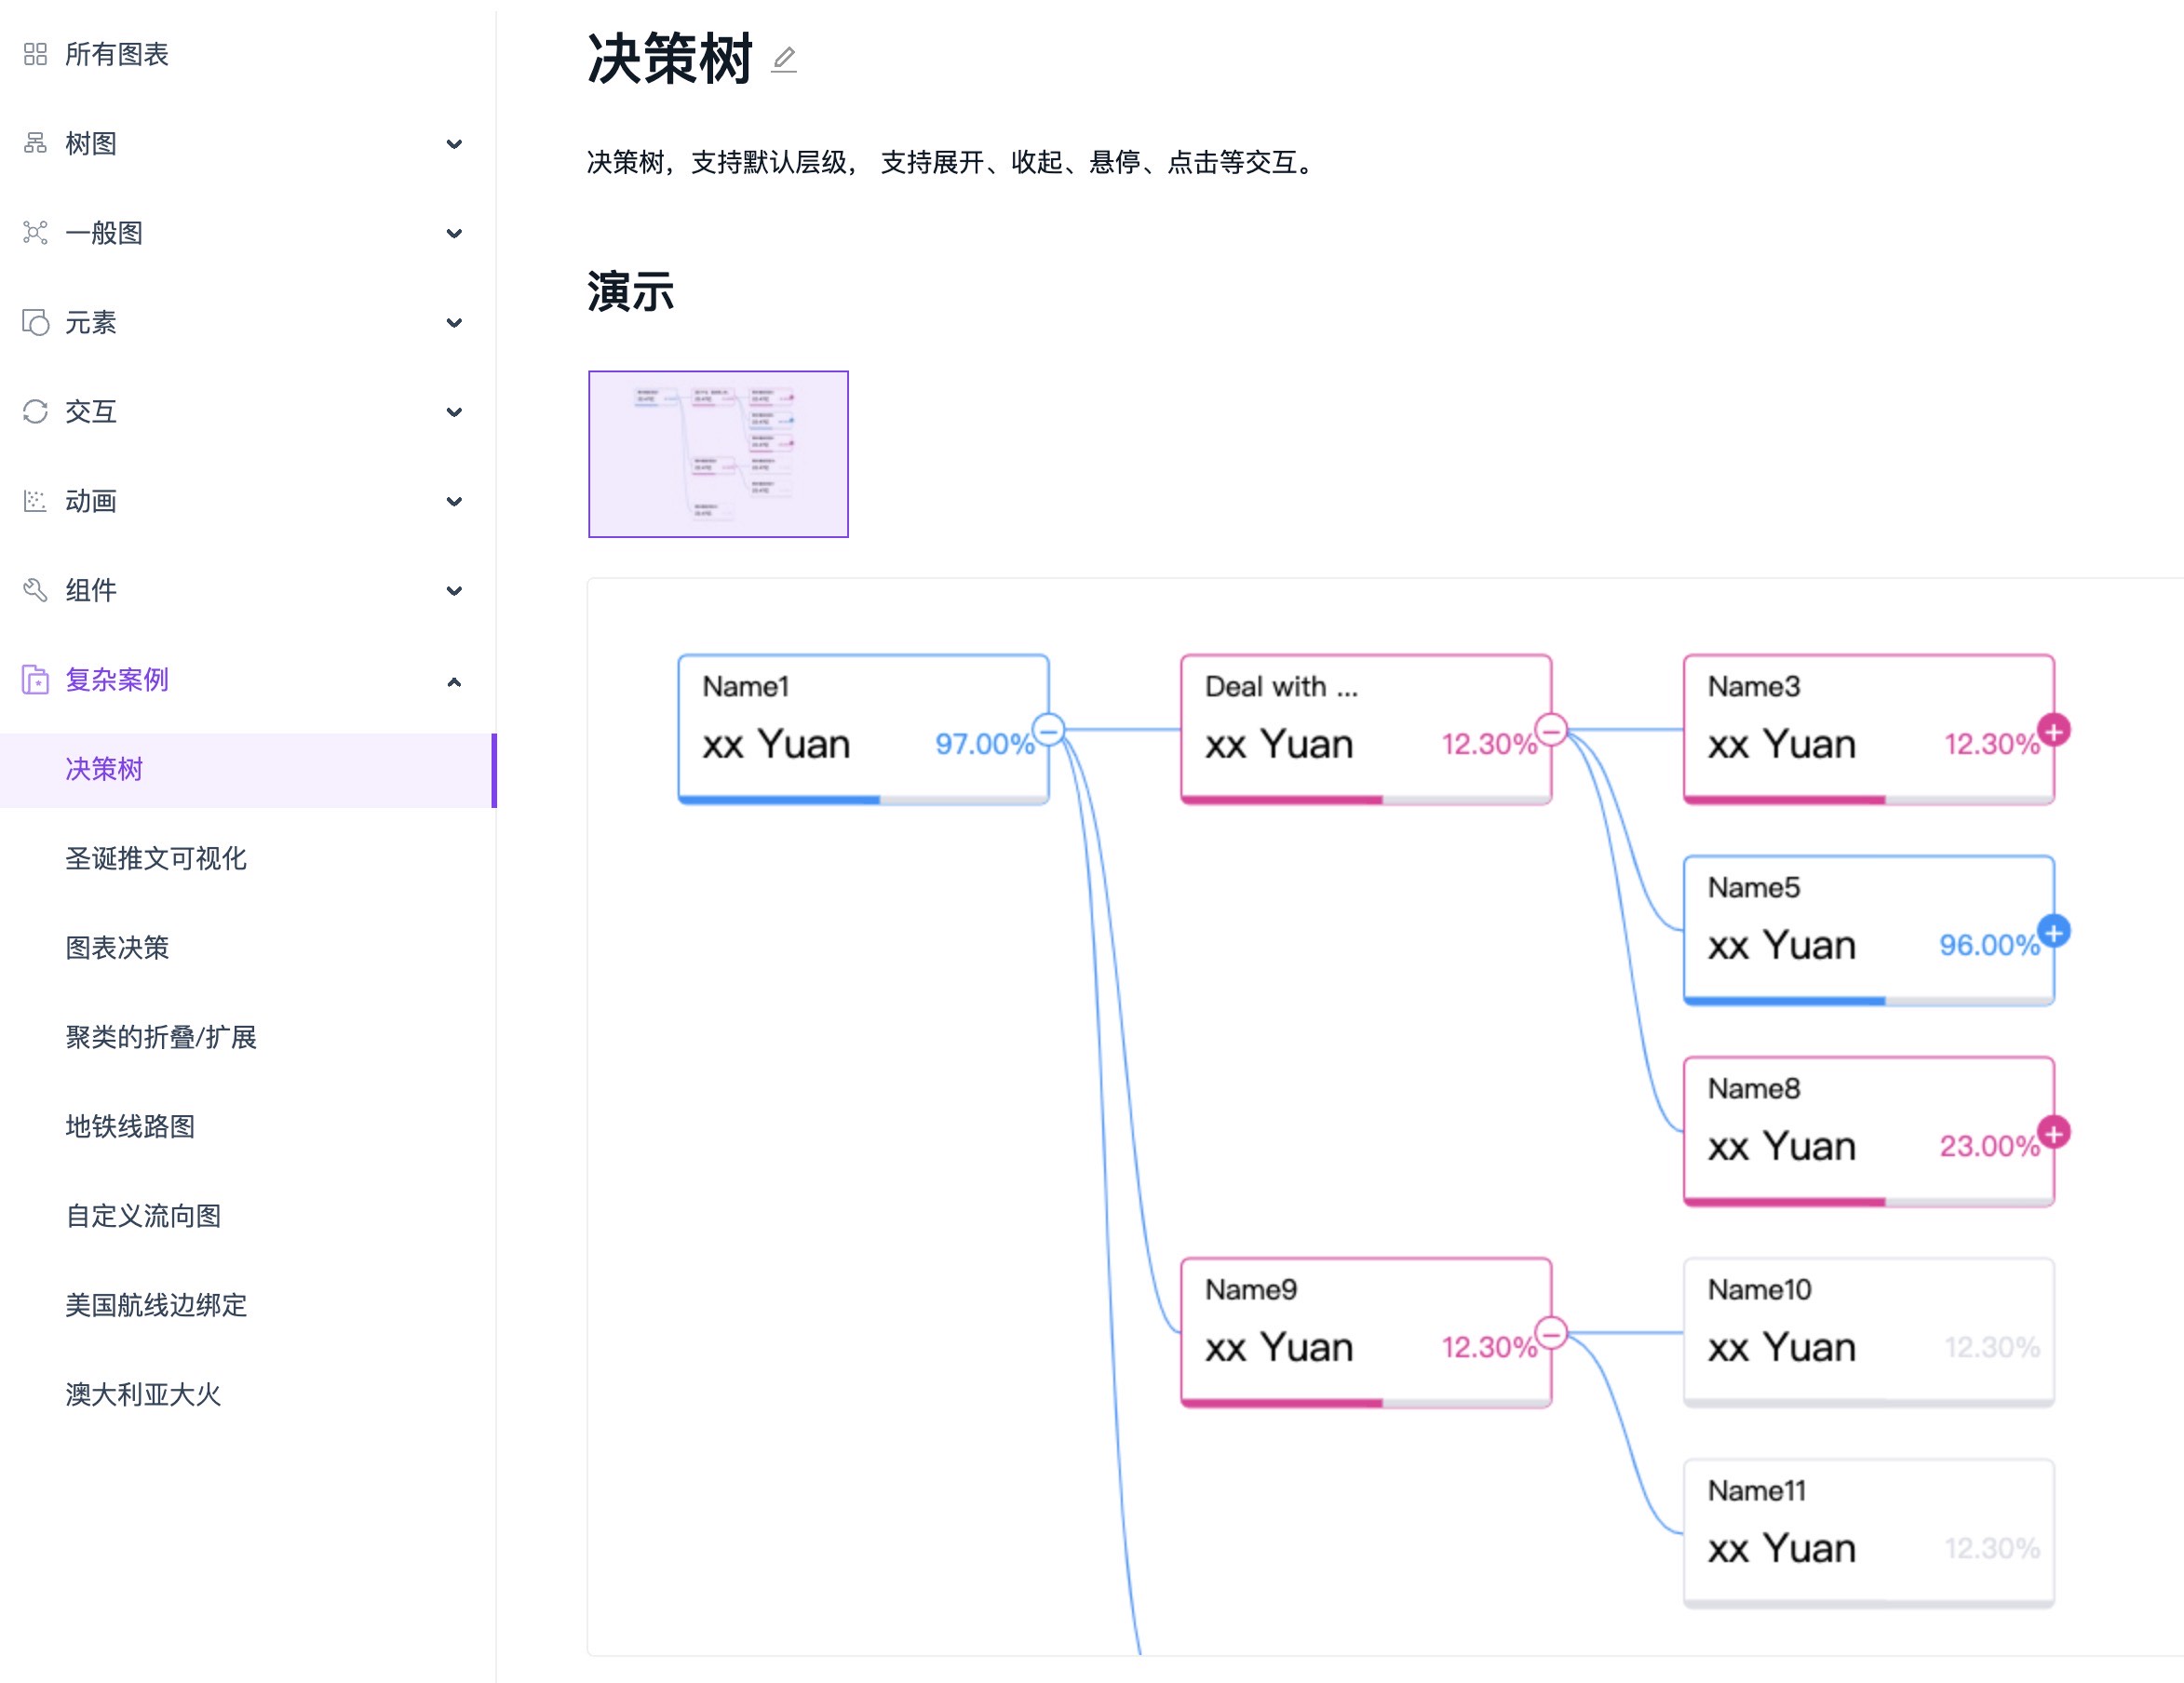 所有图表
树图
一般图
元素
交互
动画
组件
复杂案例
决策树
圣诞推文可视化
图表决策
聚类的折叠/扩展
地铁线路图
自定义流向图
美国航线边绑定
澳大利亚大火
决策树
决策树，支持默认层级， 支持展开、收起、悬停、点击等交互。
演示
Name1
xx Yuan 97.00%
Deal with ...
xx Yuan 12.30%
Name3
xx Yuan 12.30%
Name5
xx Yuan 96.00%
Name8
xx Yuan 23.00%
Name9
xx Yuan 12.30%
Name10
xx Yuan 12.30%
Name11
xx Yuan 12.30%